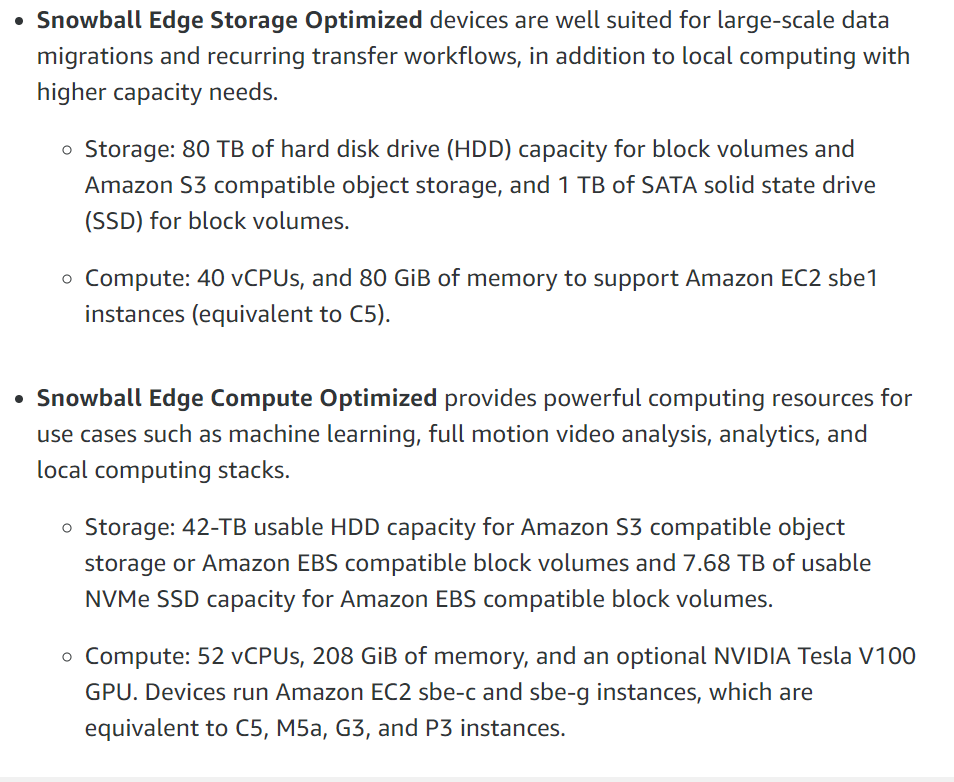 • Snowball Edge Storage Optimized devices are well suited for large-scale data
migrations and recurring transfer workflows, in addition to local computing with
higher capacity needs.
◦ Storage: 80 TB of hard disk drive (HDD) capacity for block volumes and
Amazon S3 compatible object storage, and 1 TB of SATA solid state drive
(SSD) for block volumes.
◦ Compute: 40 vCPUs, and 80 GiB of memory to support Amazon EC2 sbe1
instances (equivalent to C5).
• Snowball Edge Compute Optimized provides powerful computing resources for
use cases such as machine learning, full motion video analysis, analytics, and
local computing stacks.
◦ Storage: 42-TB usable HDD capacity for Amazon S3 compatible object
storage or Amazon EBS compatible block volumes and 7.68 TB of usable
NVMe SSD capacity for Amazon EBS compatible block volumes.
◦ Compute: 52 vCPUs, 208 GiB of memory, and an optional NVIDIA Tesla V100
GPU. Devices run Amazon EC2 sbe-c and sbe-g instances, which are
equivalent to C5, M5a, G3, and P3 instances.